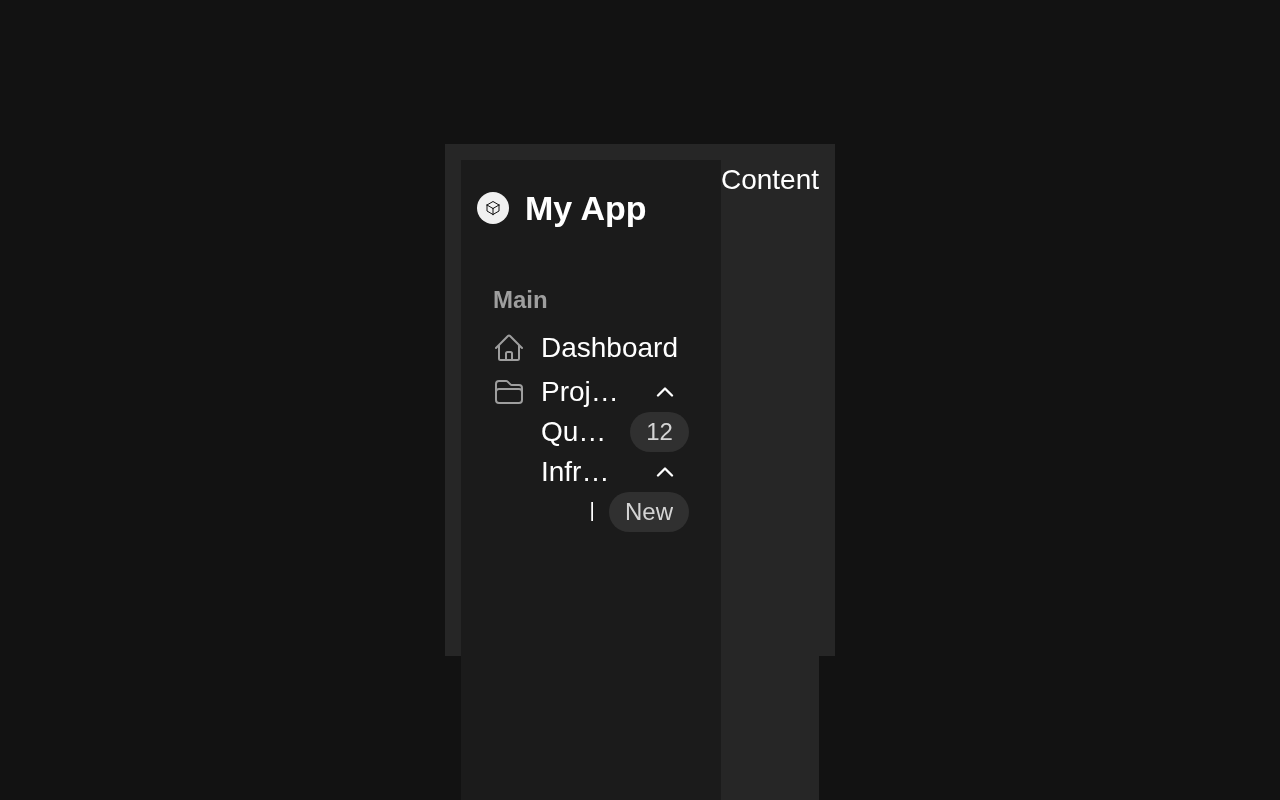 My App
Content
Main
Dashboard
Proj…
Qu… 12
Infr…
New